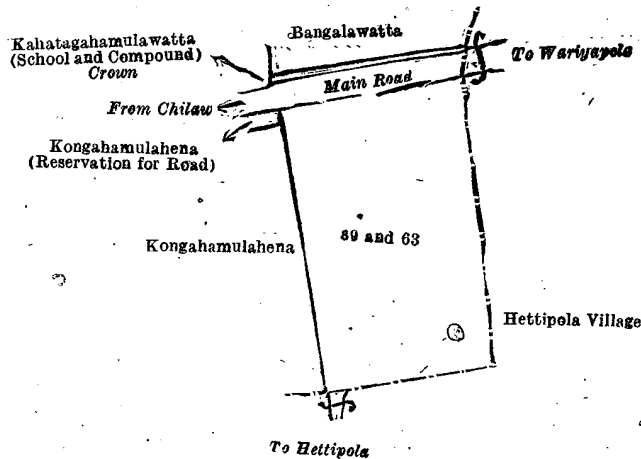 Kahatagahamulawatta
(School and Compound)
Crown
Bangalawatta
To Wariyapola
Main Road
From Chilaw
Kongahamulahena
(Reservation for Road)
Kongahamulahena
89 and 63
Hettipola Village
To Hettipola